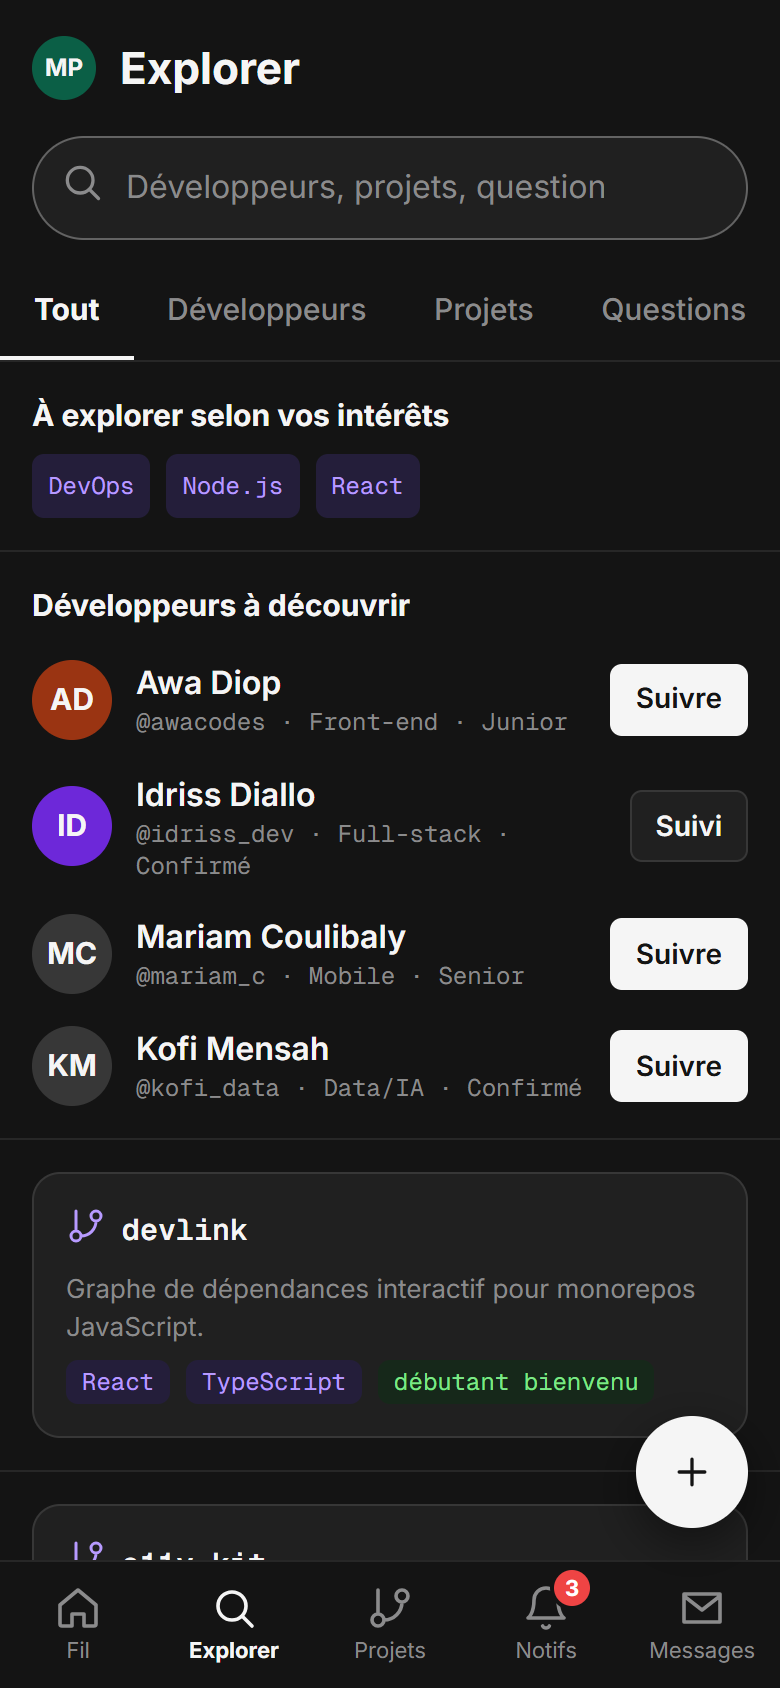 MP Explorer
Développeurs, projets, question
Tout Développeurs Projets Questions
À explorer selon vos intérêts
DevOps Node.js React
Développeurs à découvrir
AD Awa Diop Suivre
@awacodes · Front-end · Junior
ID Idriss Diallo Suivi
@idriss_dev · Full-stack ·
Confirmé
MC Mariam Coulibaly Suivre
@mariam_c · Mobile · Senior
KM Kofi Mensah Suivre
@kofi_data · Data/IA · Confirmé
devlink
Graphe de dépendances interactif pour monorepos
JavaScript.
React TypeScript débutant bienvenu
3
Fil Explorer Projets Notifs Messages